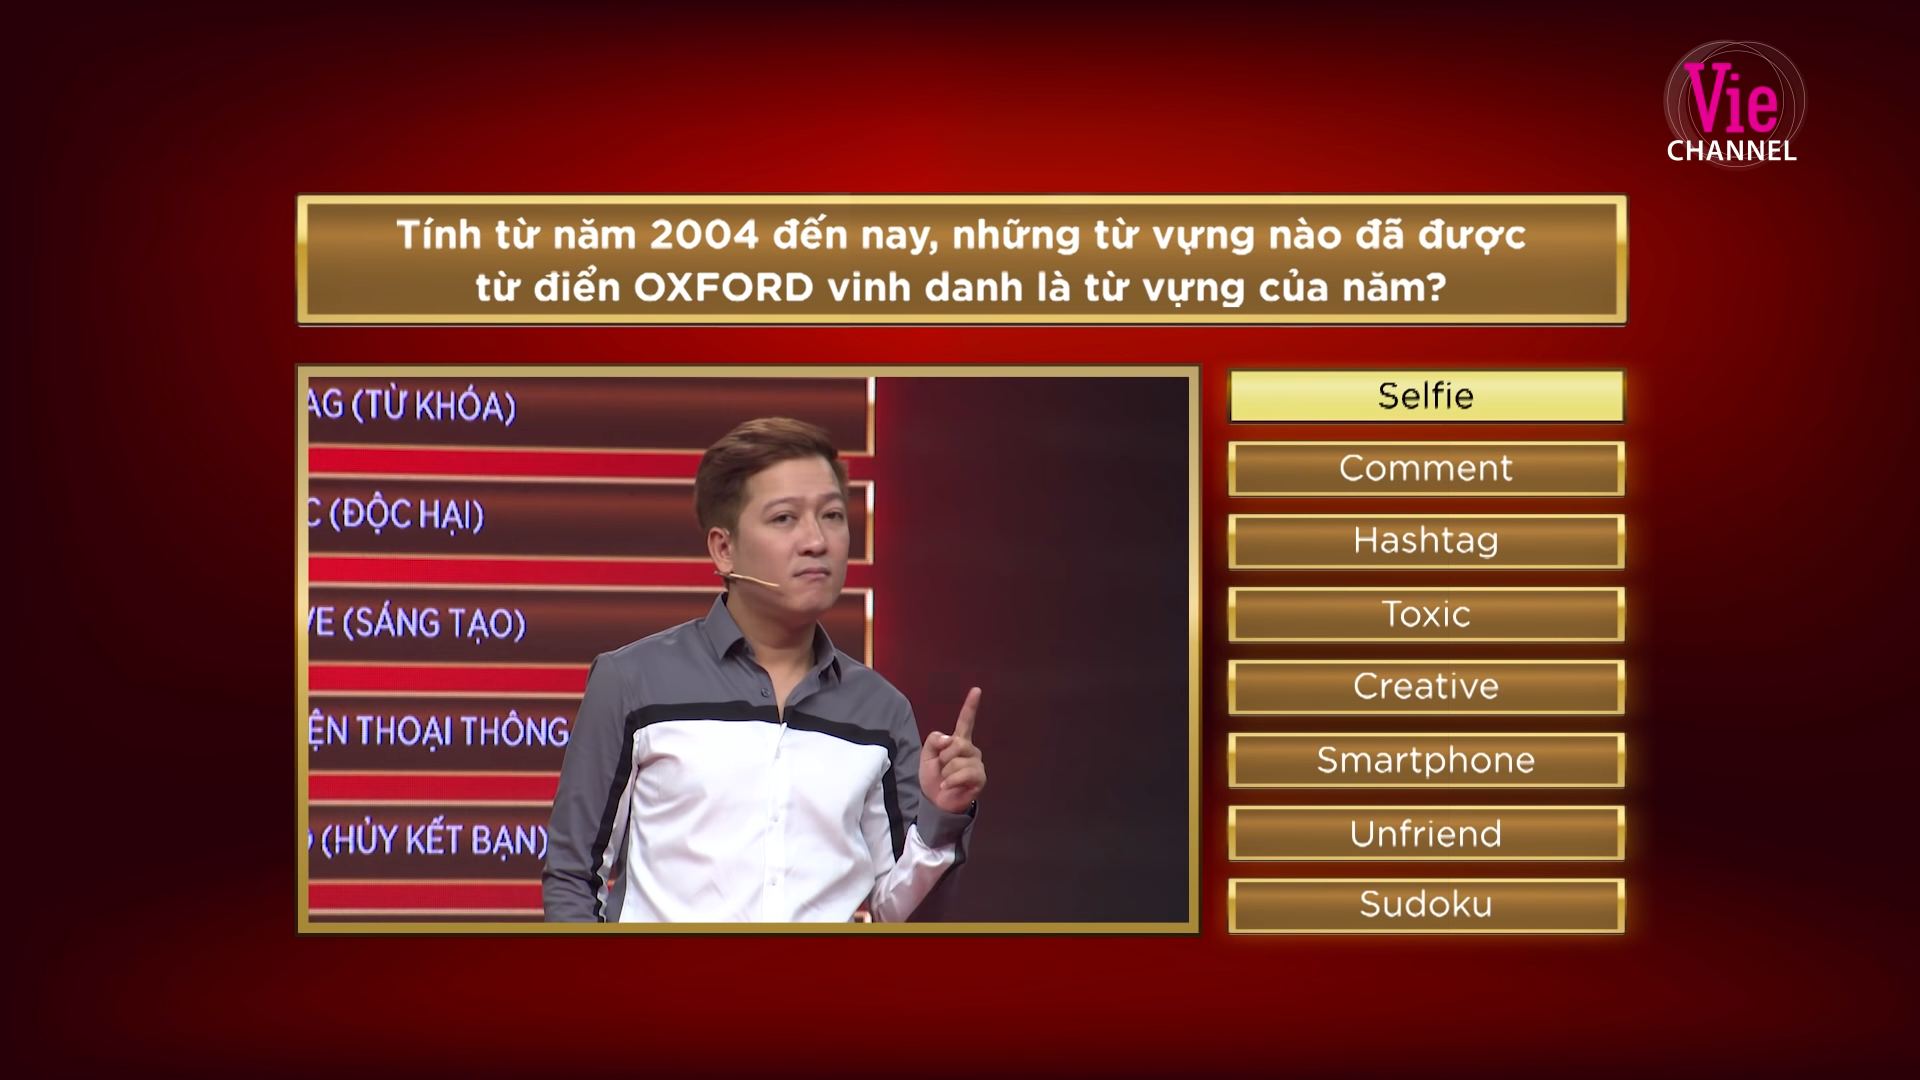 Vie
CHANNEL
Tính từ năm 2004 đến nay, những từ vựng nào đã được
từ điển OXFORD vinh danh là từ vựng của năm?
AG (TỪ KHÓA)
C (ĐỘC HẠI)
VE (SÁNG TẠO)
ỆN THOẠI THÔNG
(HỦY KẾT BẠN)
Selfie
Comment
Hashtag
Toxic
Creative
Smartphone
Unfriend
Sudoku